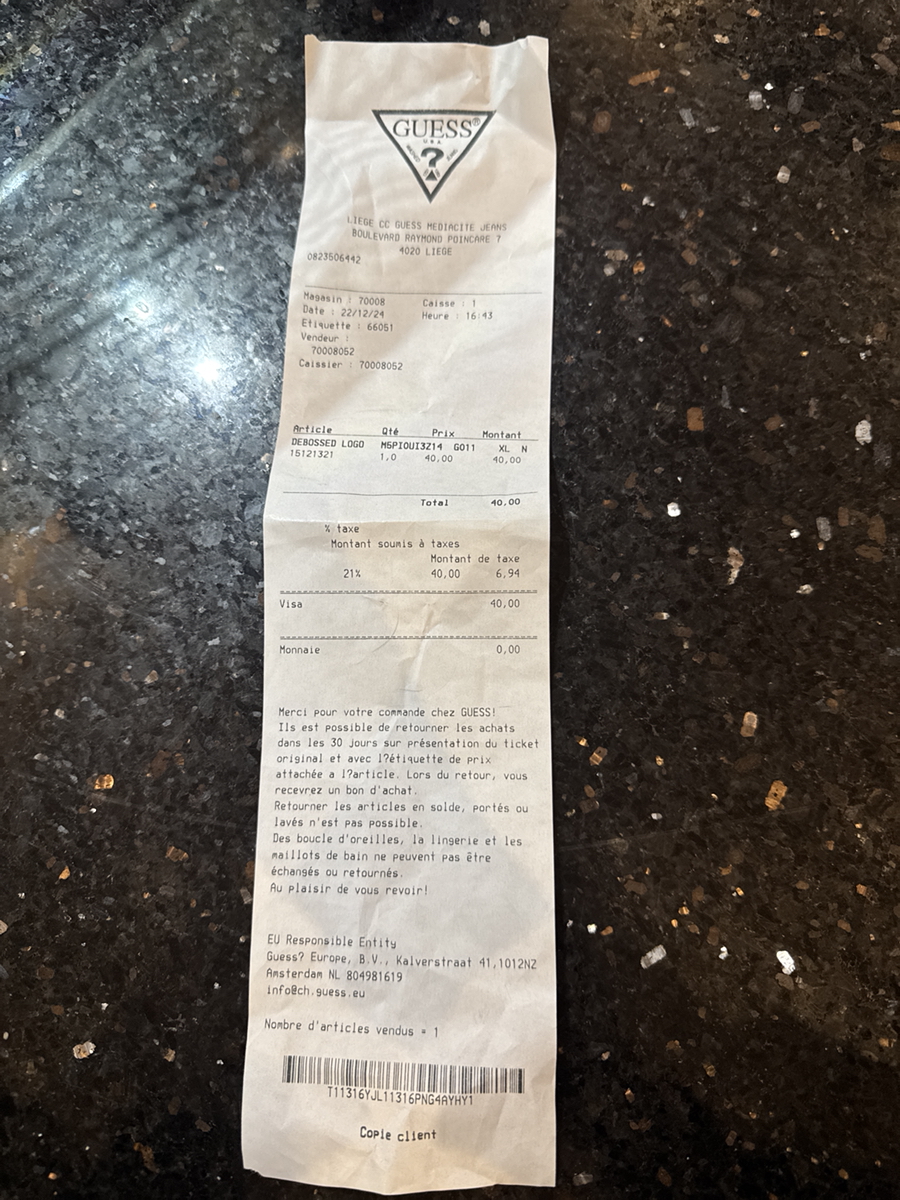 GUESS®
U.S.A.
?
LIEGE CC GUESS MEDIACITE JEANS
BOULEVARD RAYMOND POINCARE 7
4020 LIEGE
0823506442
Magasin : 70008 Caisse : 1
Date : 22/12/24 Heure : 16:43
Etiquette : 66051
Vendeur :
70008052
Caissier : 70008052
Article Qté Prix Montant
DEBOSSED LOGO M5PI0UI3Z14 G011 XL N
15121321 1,0 40,00 40,00
Total 40,00
% taxe
Montant soumis à taxes
Montant de taxe
21% 40,00 6,94
Visa 40,00
Monnaie 0,00
Merci pour votre commande chez GUESS!
Ils est possible de retourner les achats
dans les 30 jours sur présentation du ticket
original et avec l?étiquette de prix
attachée a l?article. Lors du retour, vous
recevrez un bon d'achat.
Retourner les articles en solde, portés ou
lavés n'est pas possible.
Des boucle d'oreilles, la lingerie et les
maillots de bain ne peuvent pas être
échangés ou retournés.
Au plaisir de vous revoir!
EU Responsible Entity
Guess? Europe, B.V., Kalverstraat 41,1012NZ
Amsterdam NL 804981619
info@ch.guess.eu
Nombre d'articles vendus = 1
T11316YJL11316PNG4AYHY1
Copie client